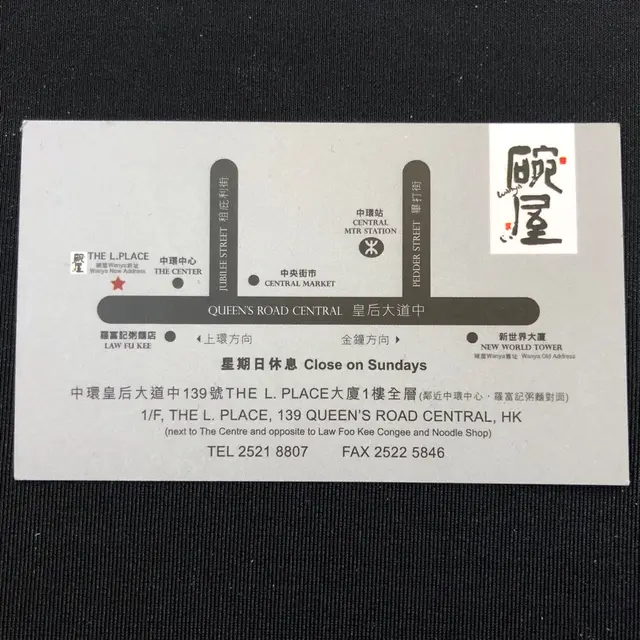 碗屋
wanyu
租庇利街
JUBILEE STREET
畢打街
PEDDER STREET
中環站
CENTRAL
MTR STATION
碗屋
THE L.PLACE
碗屋Wanyu新址
Wanyu New Address
中環中心
THE CENTER
中央街市
CENTRAL MARKET
QUEEN'S ROAD CENTRAL 皇后大道中
羅富記粥麵店
LAW FU KEE
上環方向
金鐘方向
新世界大廈
NEW WORLD TOWER
碗屋Wanyu舊址 Wanyu Old Address
星期日休息 Close on Sundays
中環皇后大道中139號THE L. PLACE大廈1樓全層(鄰近中環中心,羅富記粥麵對面)
1/F, THE L. PLACE, 139 QUEEN'S ROAD CENTRAL, HK
(next to The Centre and opposite to Law Foo Kee Congee and Noodle Shop)
TEL 2521 8807 FAX 2522 5846